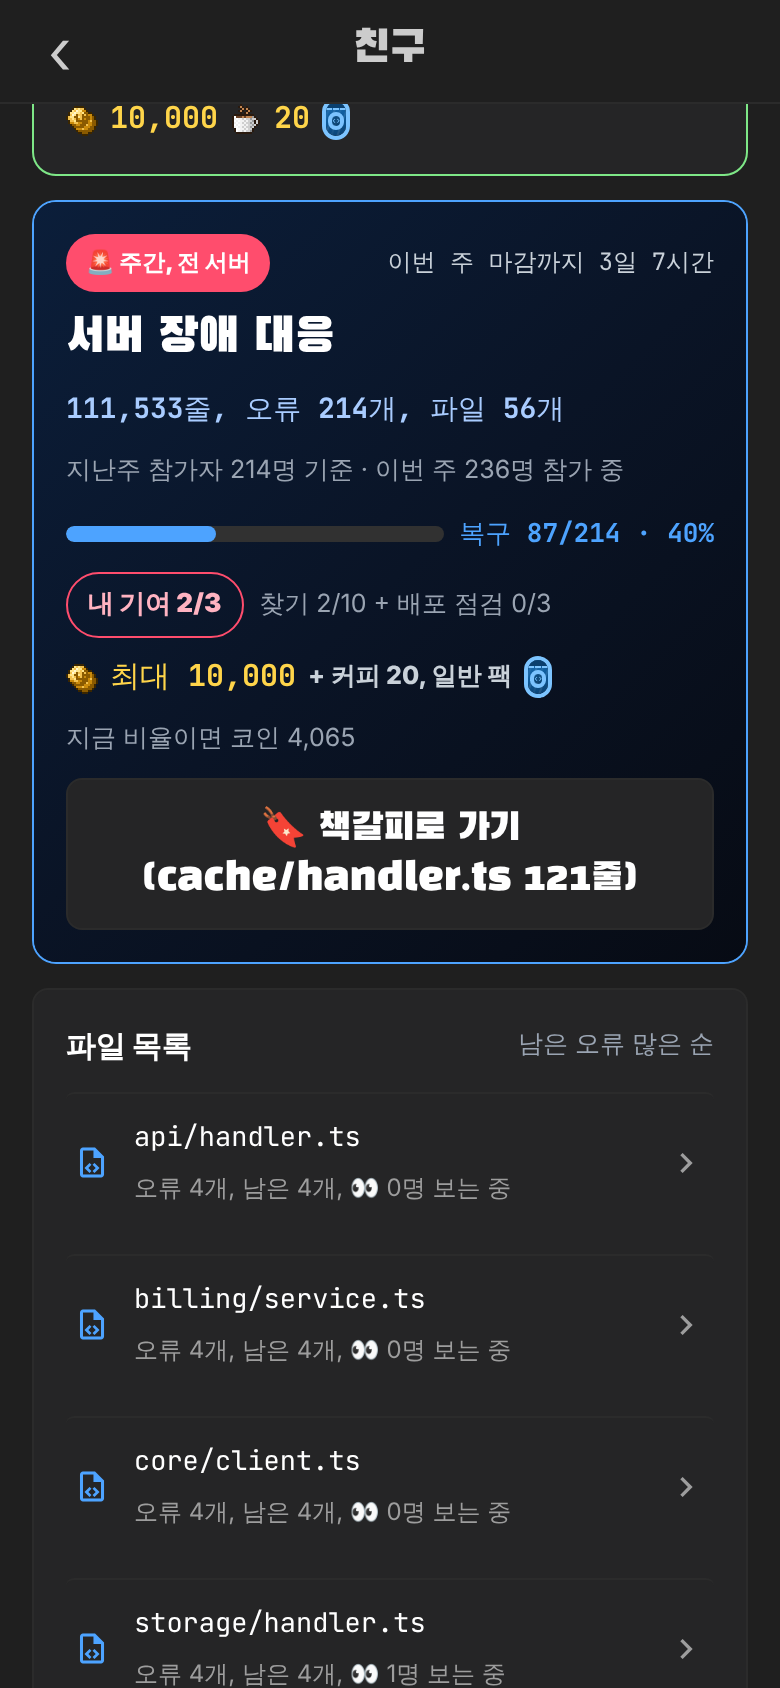 친구
10,000 20
주간, 전 서버 이번 주 마감까지 3일 7시간
서버 장애 대응
111,533줄, 오류 214개, 파일 56개
지난주 참가자 214명 기준 · 이번 주 236명 참가 중
복구 87/214 · 40%
내 기여 2/3 찾기 2/10 + 배포 점검 0/3
최대 10,000 + 커피 20, 일반 팩
지금 비율이면 코인 4,065
책갈피로 가기
(cache/handler.ts 121줄)
파일 목록 남은 오류 많은 순
api/handler.ts
오류 4개, 남은 4개, 👀 0명 보는 중
billing/service.ts
오류 4개, 남은 4개, 👀 0명 보는 중
core/client.ts
오류 4개, 남은 4개, 👀 0명 보는 중
storage/handler.ts
오류 4개, 남은 4개, 👀 1명 보는 중